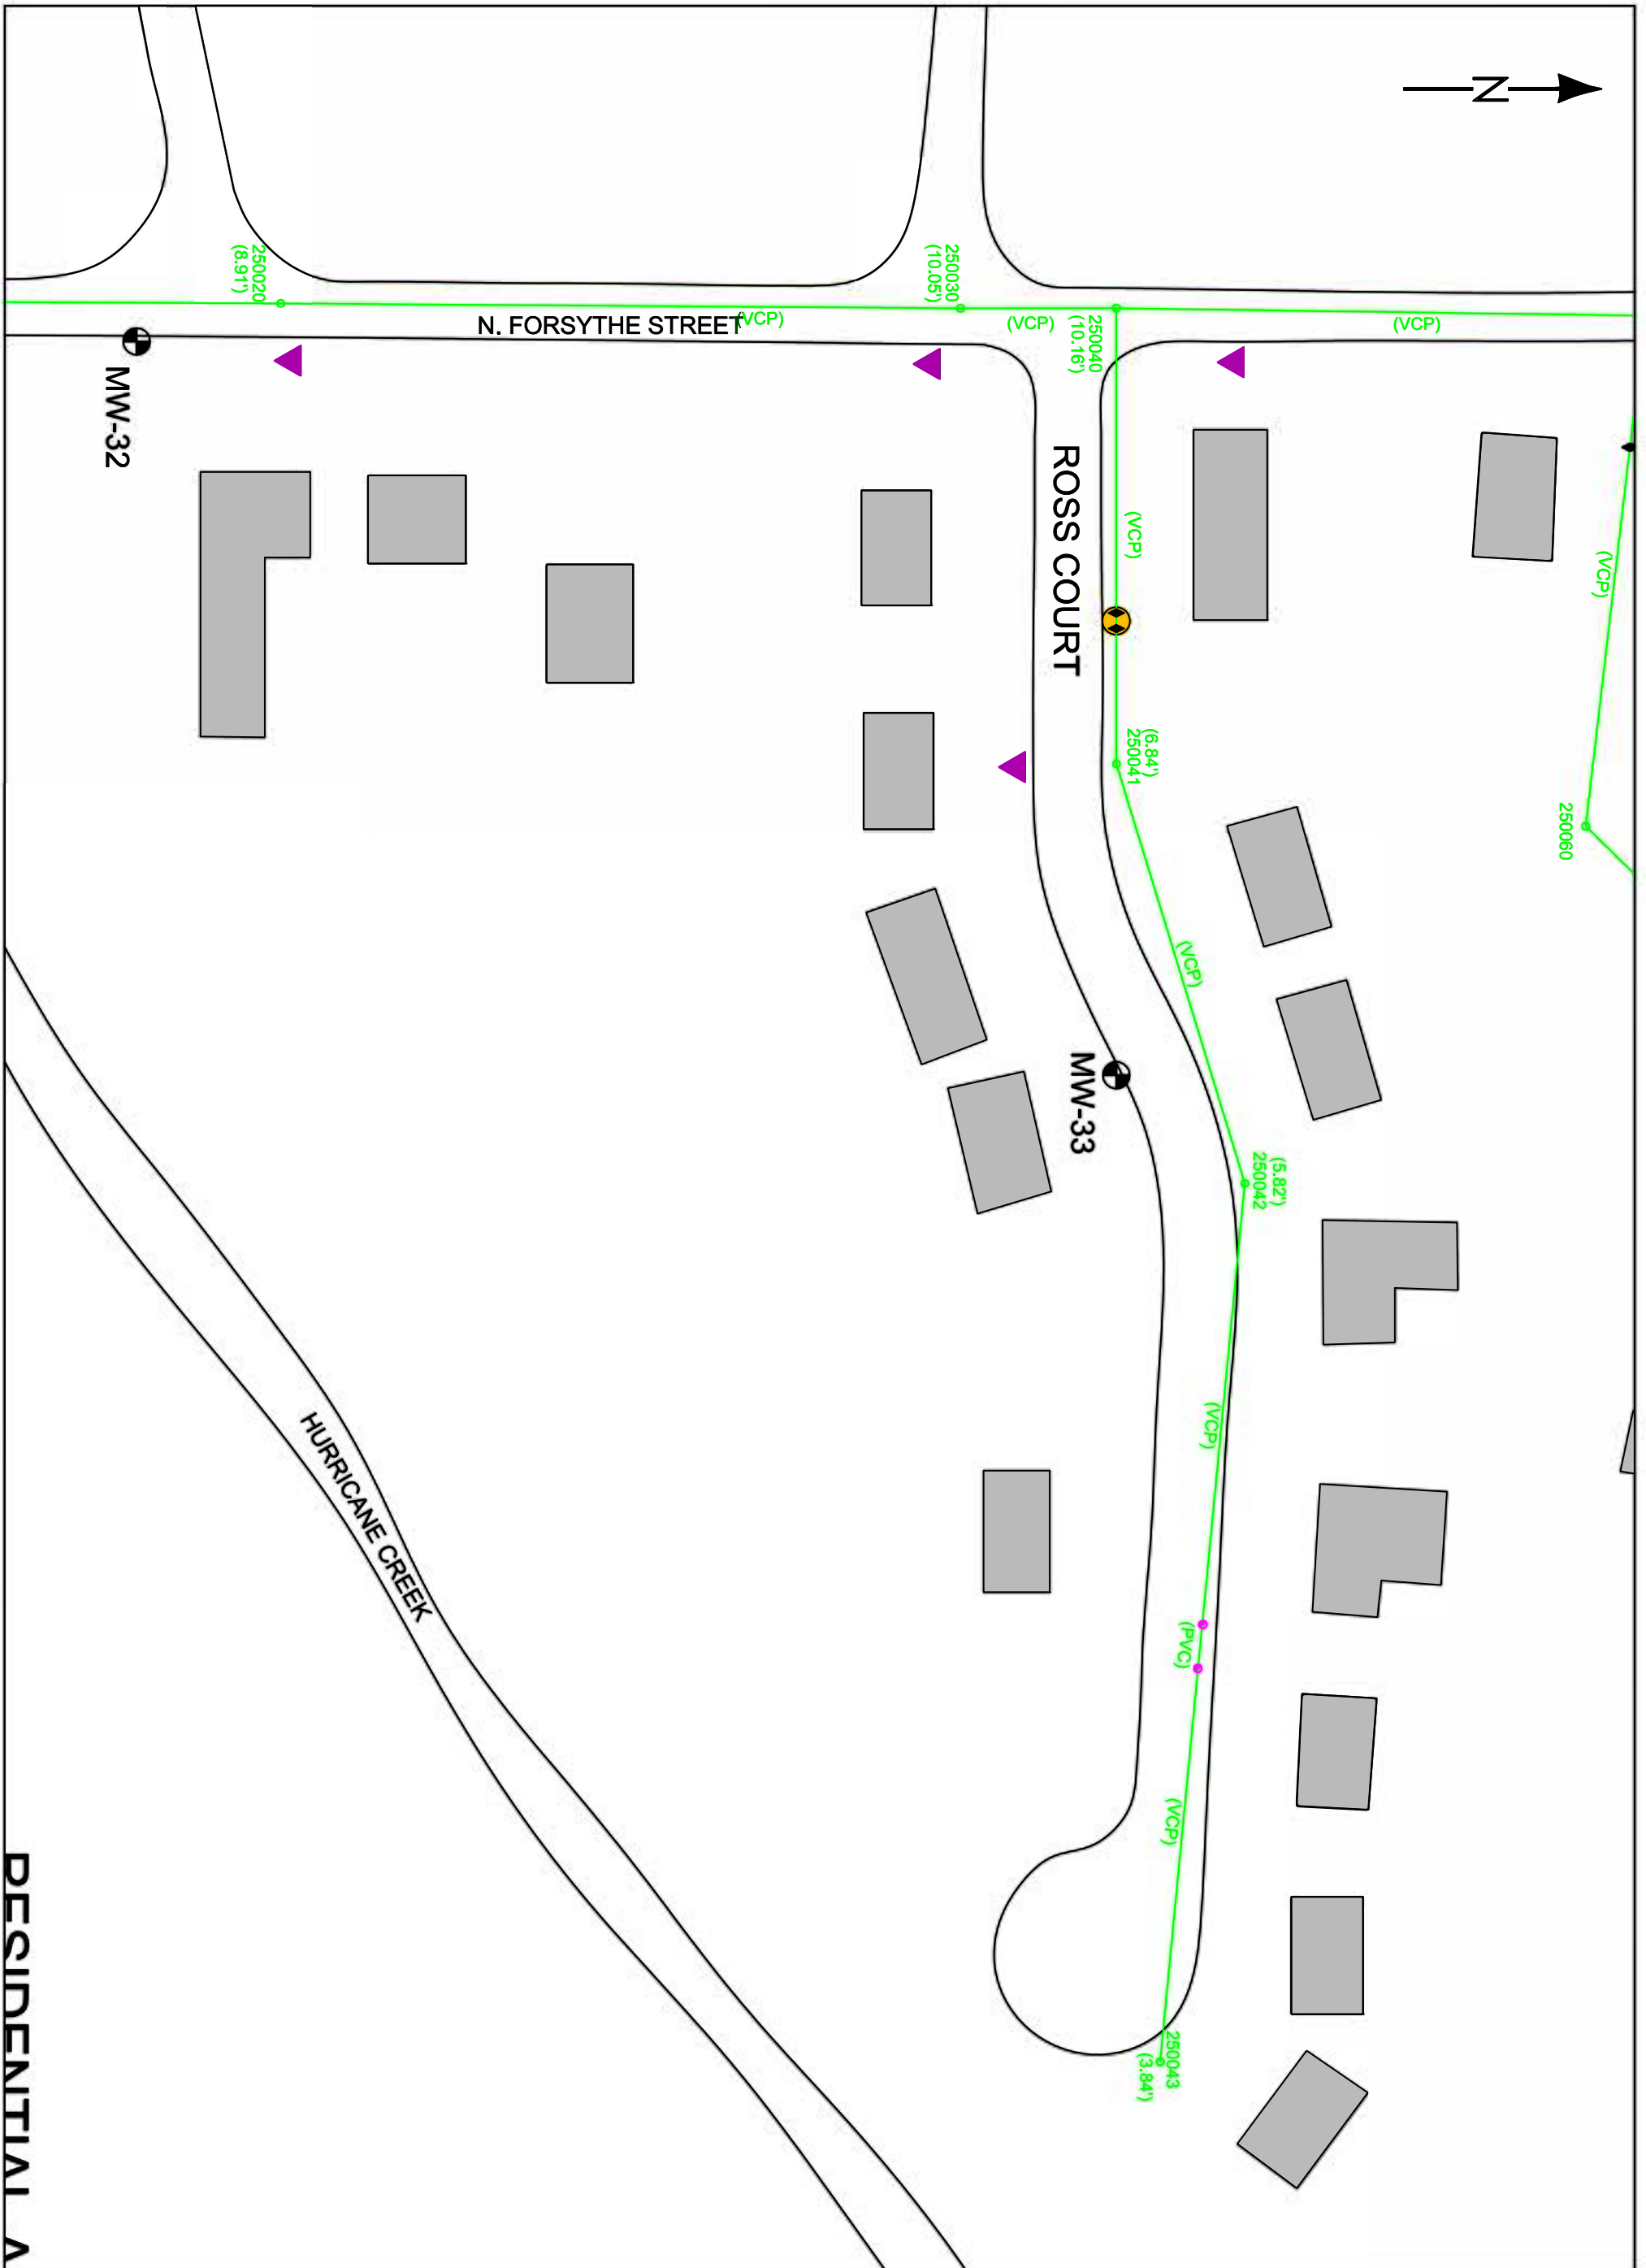 N
250020
(8.91')
250030
(10.05')
250040
(10.16')
N. FORSYTHE STREET
(VCP)
(VCP)
(VCP)
MW-32
ROSS COURT
(VCP)
(VCP)
(6.84')
250041
250060
(VCP)
MW-33
(5.82')
250042
(VCP)
HURRICANE CREEK
(PVC)
(VCP)
250043
(3.84')
RESIDENTIAL A